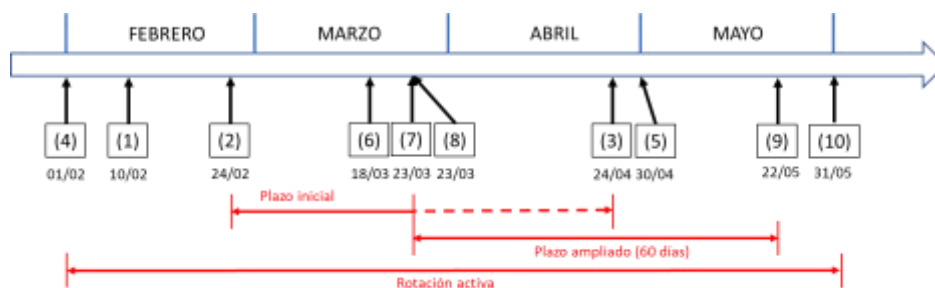 FEBRERO MARZO ABRIL MAYO
(4) (1) (2) (6) (7) (8) (3) (5) (9) (10)
01/02 10/02 24/02 18/03 23/03 23/03 24/04 30/04 22/05 31/05
Plazo inicial
Plazo ampliado (60 días)
Rotación activa